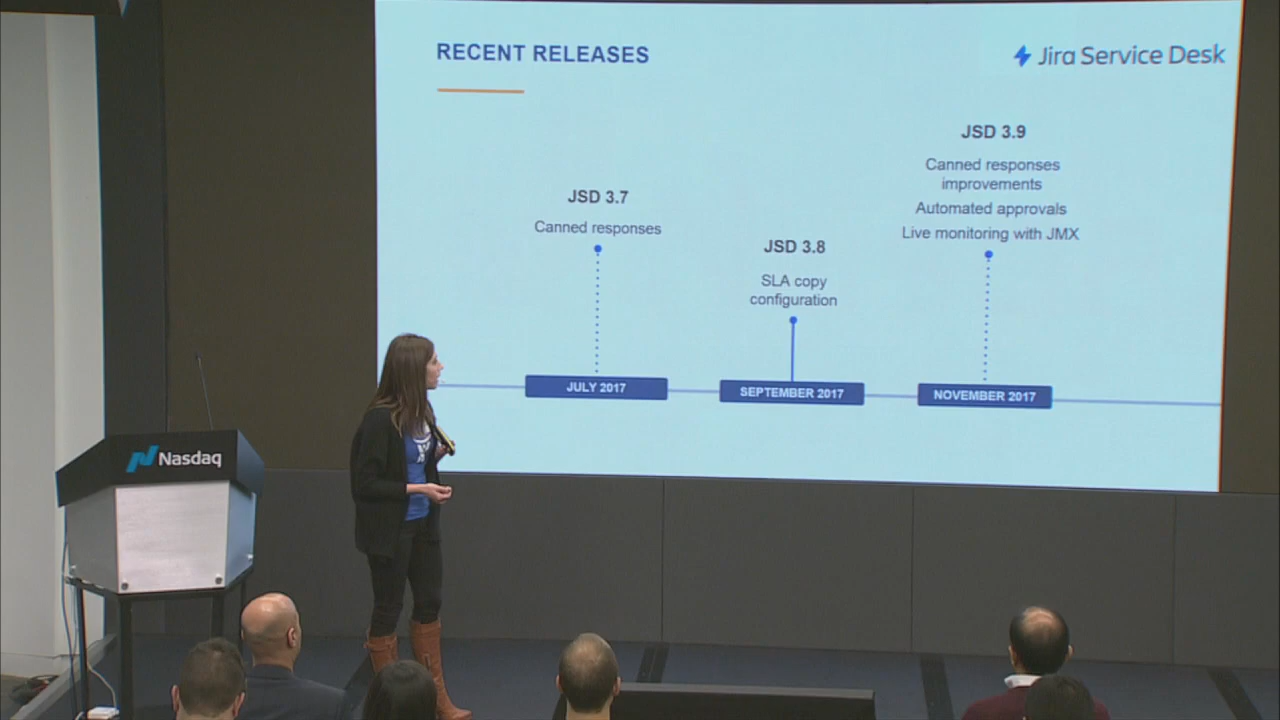 RECENT RELEASES
Jira Service Desk
JSD 3.7
Canned responses
JULY 2017
JSD 3.8
SLA copy
configuration
SEPTEMBER 2017
JSD 3.9
Canned responses
improvements
Automated approvals
Live monitoring with JMX
NOVEMBER 2017
Nasdaq